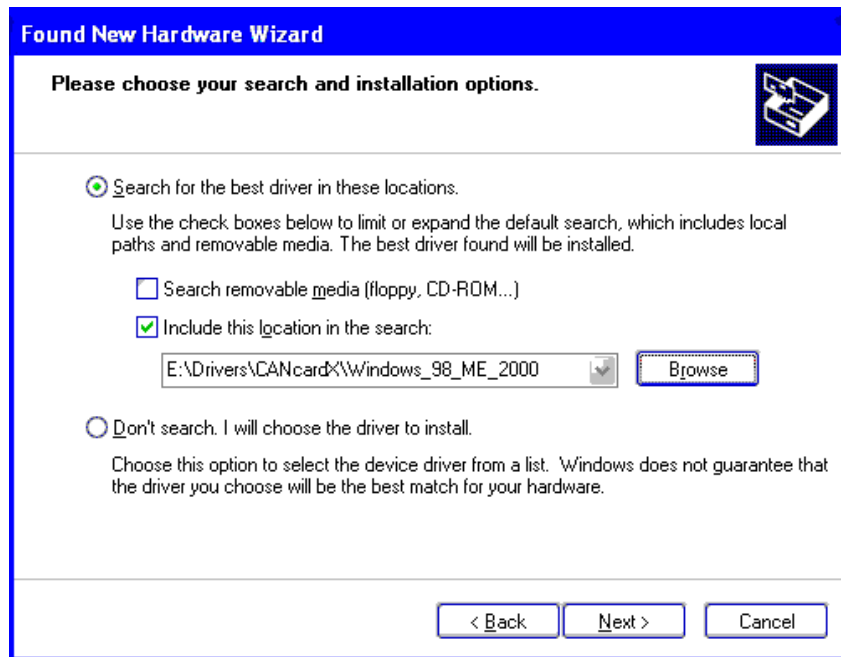 Found New Hardware Wizard
Please choose your search and installation options.
Search for the best driver in these locations.
Use the check boxes below to limit or expand the default search, which includes local
paths and removable media. The best driver found will be installed.
Search removable media (floppy, CD-ROM...)
Include this location in the search:
E:\Drivers\CANcardX\Windows_98_ME_2000
Browse
Don't search. I will choose the driver to install.
Choose this option to select the device driver from a list.  Windows does not guarantee that
the driver you choose will be the best match for your hardware.
< Back
Next >
Cancel